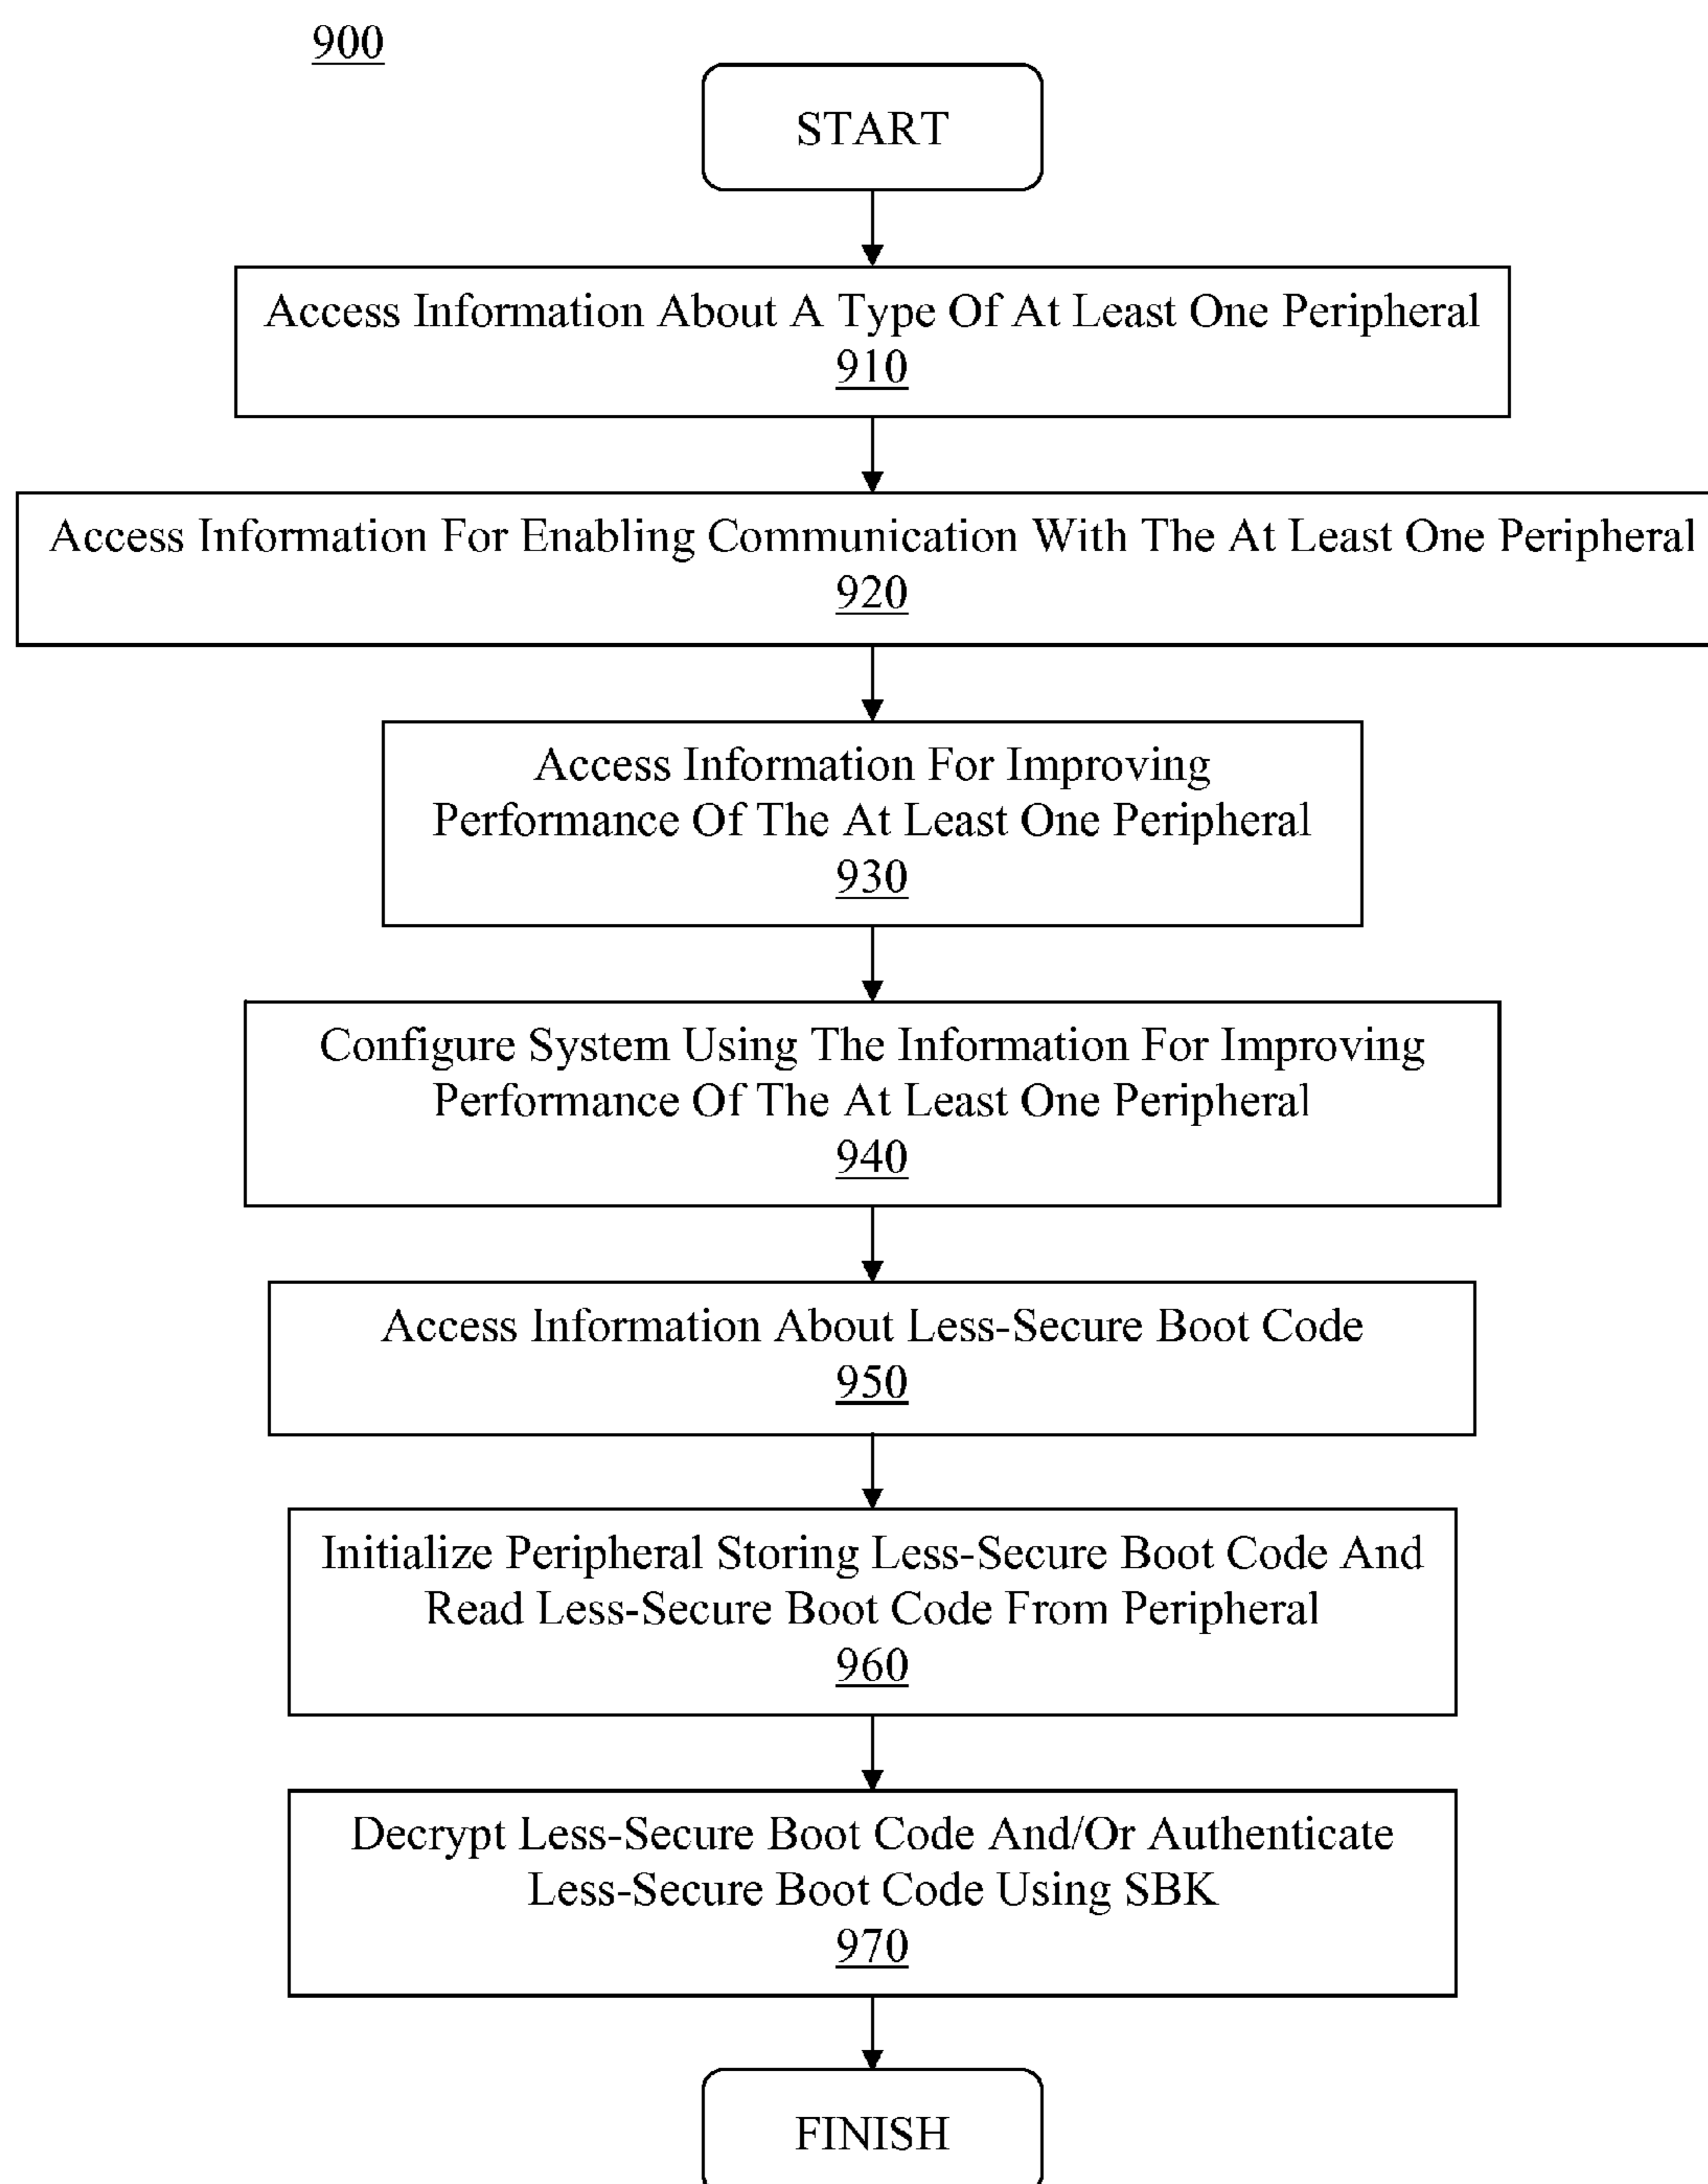 900
START
Access Information About A Type Of At Least One Peripheral
910
Access Information For Enabling Communication With The At Least One Peripheral
920
Access Information For Improving
Performance Of The At Least One Peripheral
930
Configure System Using The Information For Improving
Performance Of The At Least One Peripheral
940
Access Information About Less-Secure Boot Code
950
Initialize Peripheral Storing Less-Secure Boot Code And
Read Less-Secure Boot Code From Peripheral
960
Decrypt Less-Secure Boot Code And/Or Authenticate
Less-Secure Boot Code Using SBK
970
FINISH